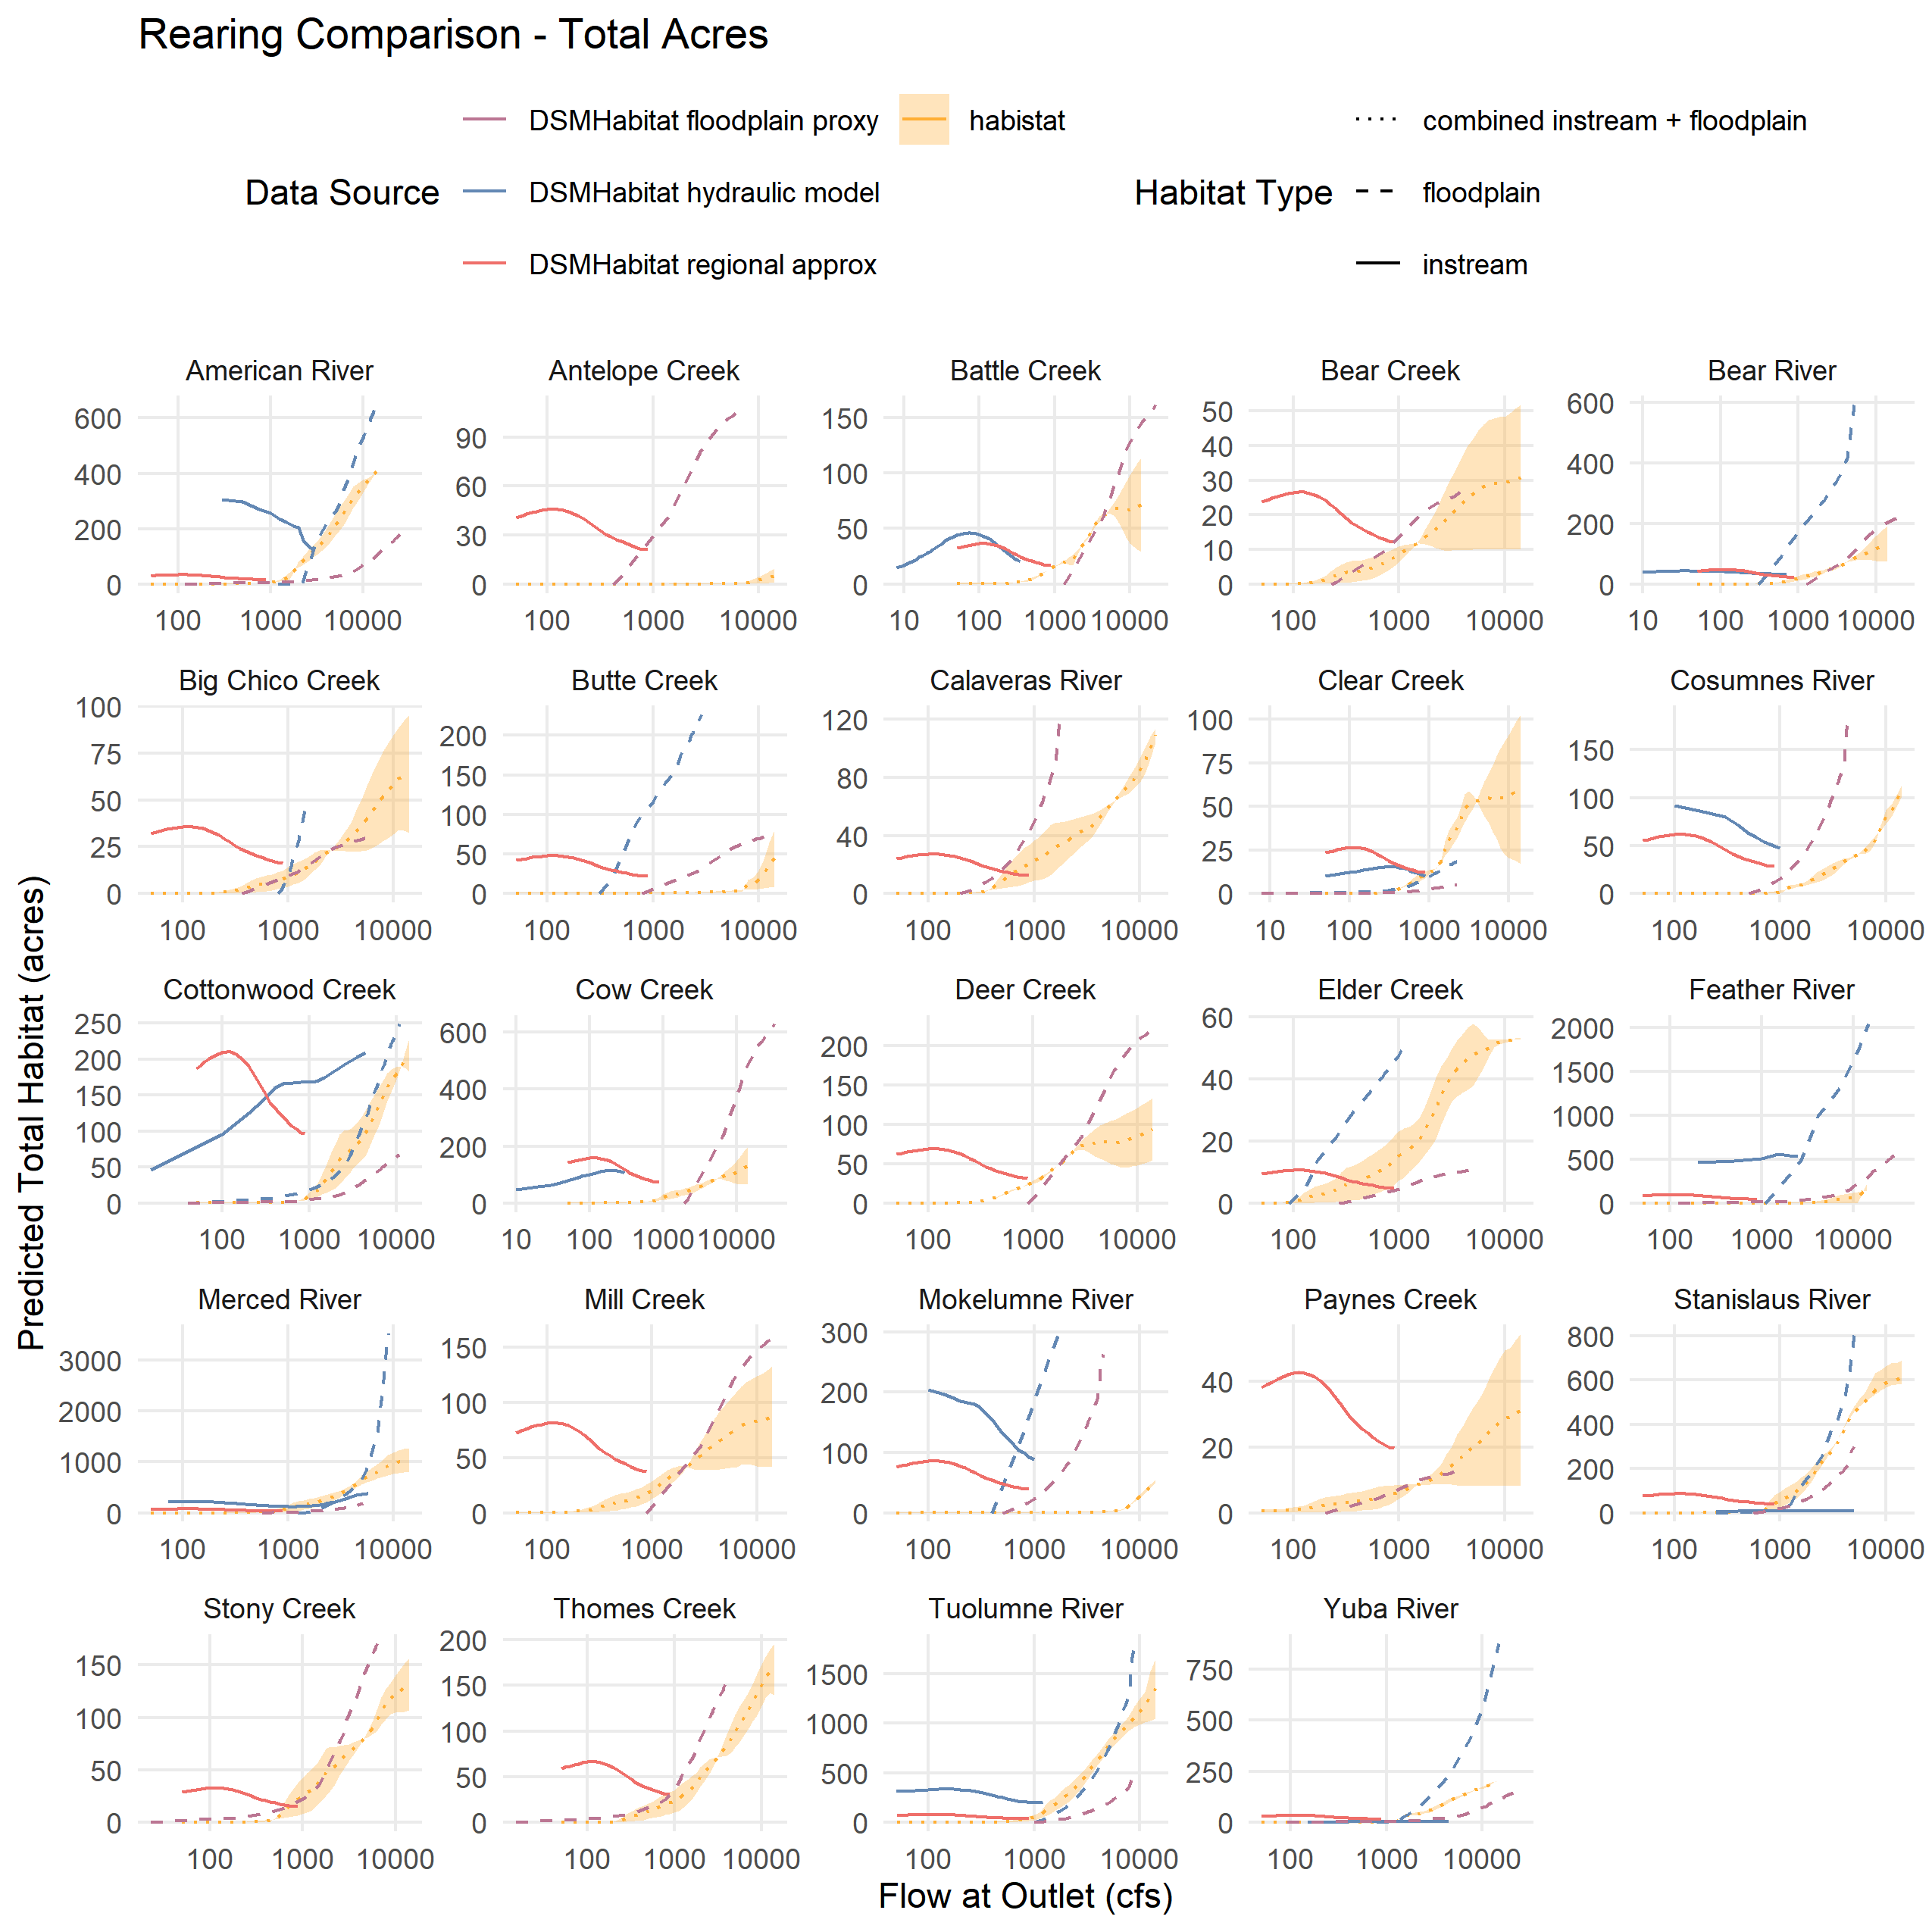 Rearing Comparison - Total Acres
Data Source
DSMHabitat floodplain proxy
DSMHabitat hydraulic model
DSMHabitat regional approx
habistat
Habitat Type
combined instream + floodplain
floodplain
instream
Predicted Total Habitat (acres)
American River
600
400
200
0
100 1000 10000
Antelope Creek
90
60
30
0
100 1000 10000
Battle Creek
150
100
50
0
10 100 1000 10000
Bear Creek
50
40
30
20
10
0
100 1000 10000
Bear River
600
400
200
0
10 100 1000 10000
Big Chico Creek
100
75
50
25
0
100 1000 10000
Butte Creek
200
150
100
50
0
100 1000 10000
Calaveras River
120
80
40
0
100 1000 10000
Clear Creek
100
75
50
25
0
10 100 1000 10000
Cosumnes River
150
100
50
0
100 1000 10000
Cottonwood Creek
250
200
150
100
50
0
100 1000 10000
Cow Creek
600
400
200
0
10 100 1000 10000
Deer Creek
200
150
100
50
0
100 1000 10000
Elder Creek
60
40
20
0
100 1000 10000
Feather River
2000
1500
1000
500
0
100 1000 10000
Merced River
3000
2000
1000
0
100 1000 10000
Mill Creek
150
100
50
0
100 1000 10000
Mokelumne River
300
200
100
0
100 1000 10000
Paynes Creek
40
20
0
100 1000 10000
Stanislaus River
800
600
400
200
0
100 1000 10000
Stony Creek
150
100
50
0
100 1000 10000
Thomes Creek
200
150
100
50
0
100 1000 10000
Tuolumne River
1500
1000
500
0
100 1000 10000
Yuba River
750
500
250
0
100 1000 10000
Flow at Outlet (cfs)